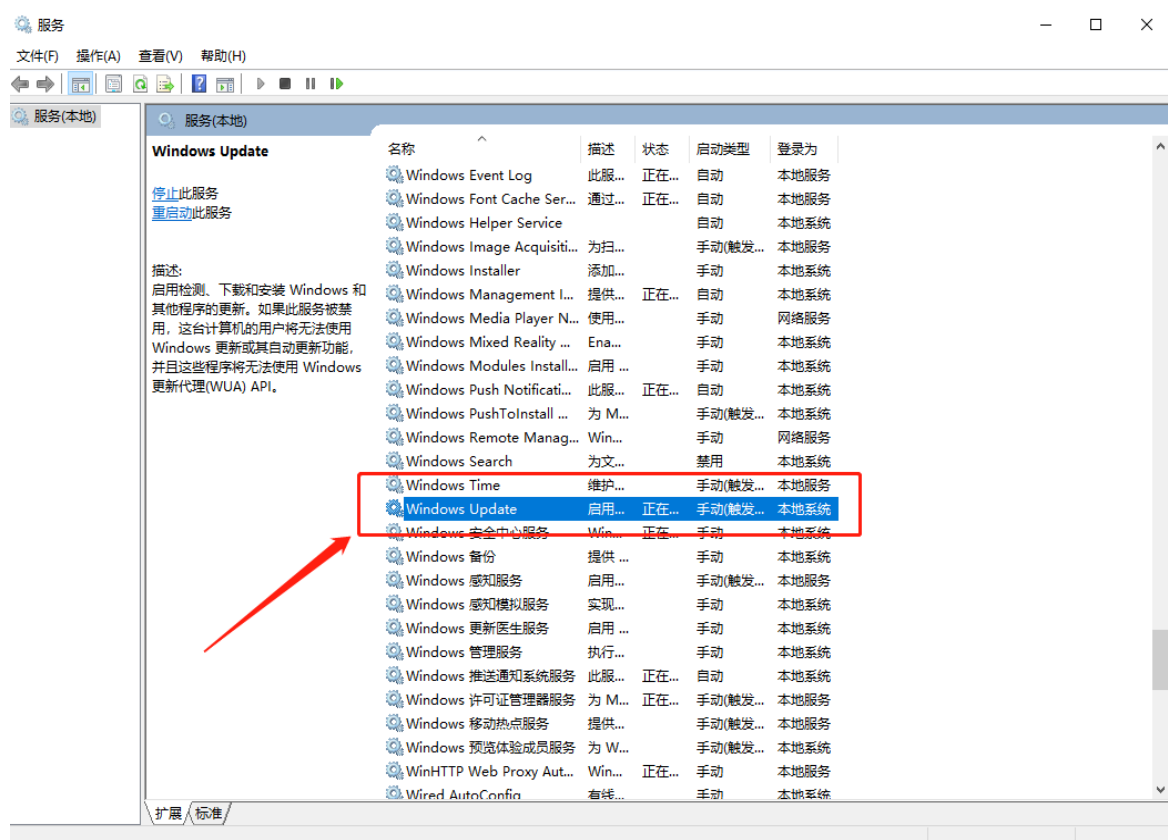 服务
文件(F) 操作(A) 查看(V) 帮助(H)
服务(本地)
服务(本地)
Windows Update
停止此服务
重启动此服务
描述:
启用检测、下载和安装 Windows 和
其他程序的更新。如果此服务被禁
用，这台计算机的用户将无法使用
Windows 更新或其自动更新功能，
并且这些程序将无法使用 Windows
更新代理(WUA) API。
名称 描述 状态 启动类型 登录为
Windows Event Log 此服... 正在... 自动 本地服务
Windows Font Cache Ser... 通过... 正在... 自动 本地服务
Windows Helper Service 自动 本地系统
Windows Image Acquisiti... 为扫... 手动(触发... 本地服务
Windows Installer 添加... 手动 本地系统
Windows Management I... 提供... 正在... 自动 本地系统
Windows Media Player N... 使用... 手动 网络服务
Windows Mixed Reality ... Ena... 手动 本地系统
Windows Modules Install... 启用 ... 手动 本地系统
Windows Push Notificati... 此服... 正在... 自动 本地系统
Windows PushToInstall ... 为 M... 手动(触发... 本地系统
Windows Remote Manag... Win... 手动 网络服务
Windows Search 为文... 禁用 本地系统
Windows Time 维护... 手动(触发... 本地服务
Windows Update 启用... 正在... 手动(触发... 本地系统
Windows 安全中心服务 Win... 正在... 手动 本地系统
Windows 备份 提供 ... 手动 本地系统
Windows 感知服务 启用... 手动(触发... 本地服务
Windows 感知模拟服务 实现... 手动 本地系统
Windows 更新医生服务 启用 ... 手动 本地系统
Windows 管理服务 执行... 手动 本地系统
Windows 推送通知系统服务 此服... 正在... 自动 本地系统
Windows 许可证管理器服务 为 M... 正在... 手动(触发... 本地服务
Windows 移动热点服务 提供... 手动(触发... 本地服务
Windows 预览体验成员服务 为 W... 手动(触发... 本地系统
WinHTTP Web Proxy Aut... Win... 正在... 手动 本地服务
Wired AutoConfig 有线... 手动 本地系统
扩展 标准